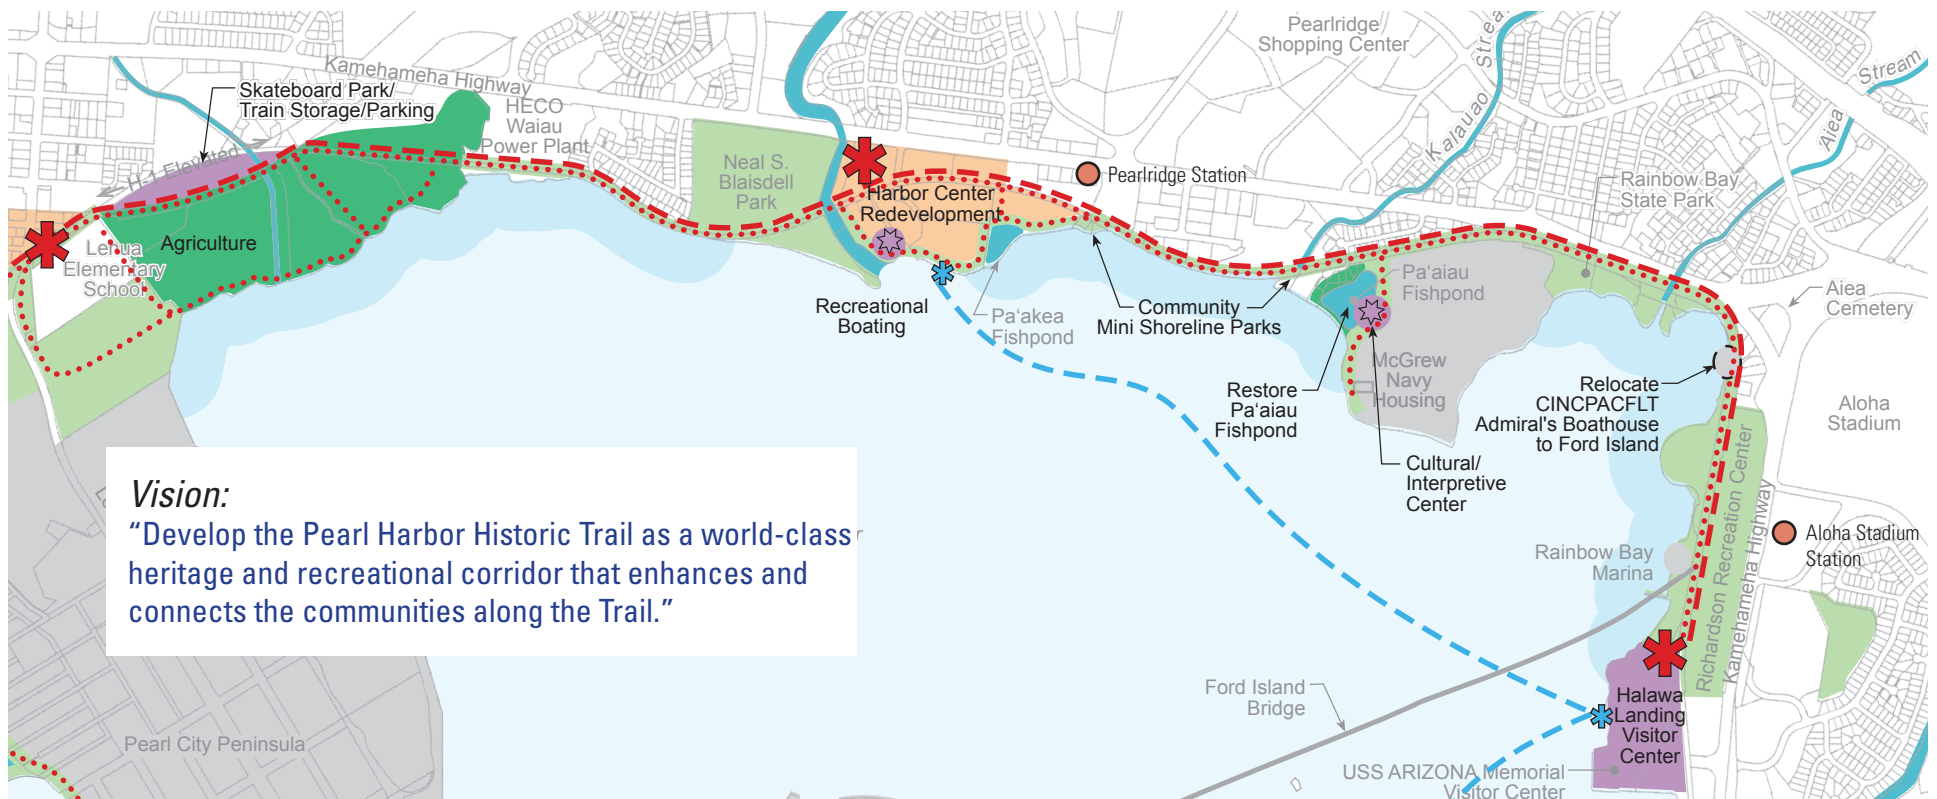 Kamehameha Highway
Skateboard Park/
Train Storage/Parking
HECO
Waiau
Power Plant
H-1 Elevated
Lehua
Elementary
School
Agriculture
Neal S.
Blaisdell
Park
Harbor Center
Redevelopment
Pearlridge Station
Pearlridge
Shopping Center
Kalauao Stream
Aiea
Stream
Rainbow Bay
State Park
Aiea
Cemetery
Recreational
Boating
Pa‘akea
Fishpond
Community
Mini Shoreline Parks
Pa‘aiau
Fishpond
McGrew
Navy
Housing
Restore
Pa‘aiau
Fishpond
Cultural/
Interpretive
Center
Relocate
CINCPACFLT
Admiral's Boathouse
to Ford Island
Aloha
Stadium
Richardson Recreation Center
Kamehameha Highway
Aloha Stadium
Station
Rainbow Bay
Marina
Vision:
“Develop the Pearl Harbor Historic Trail as a world-class
heritage and recreational corridor that enhances and
connects the communities along the Trail.”
Ford Island
Bridge
Halawa
Landing
Visitor
Center
USS ARIZONA Memorial
Visitor Center
Pearl City Peninsula